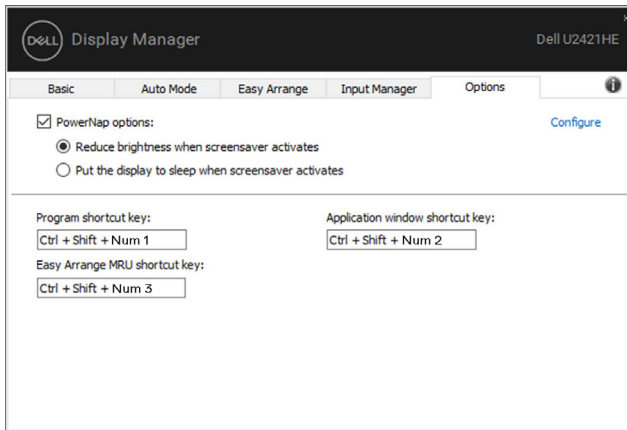 DELL Display Manager
Dell U2421HE
Basic Auto Mode Easy Arrange Input Manager Options
PowerNap options:
Configure
Reduce brightness when screensaver activates
Put the display to sleep when screensaver activates
Program shortcut key:
Application window shortcut key:
Ctrl + Shift + Num 1
Ctrl + Shift + Num 2
Easy Arrange MRU shortcut key:
Ctrl + Shift + Num 3